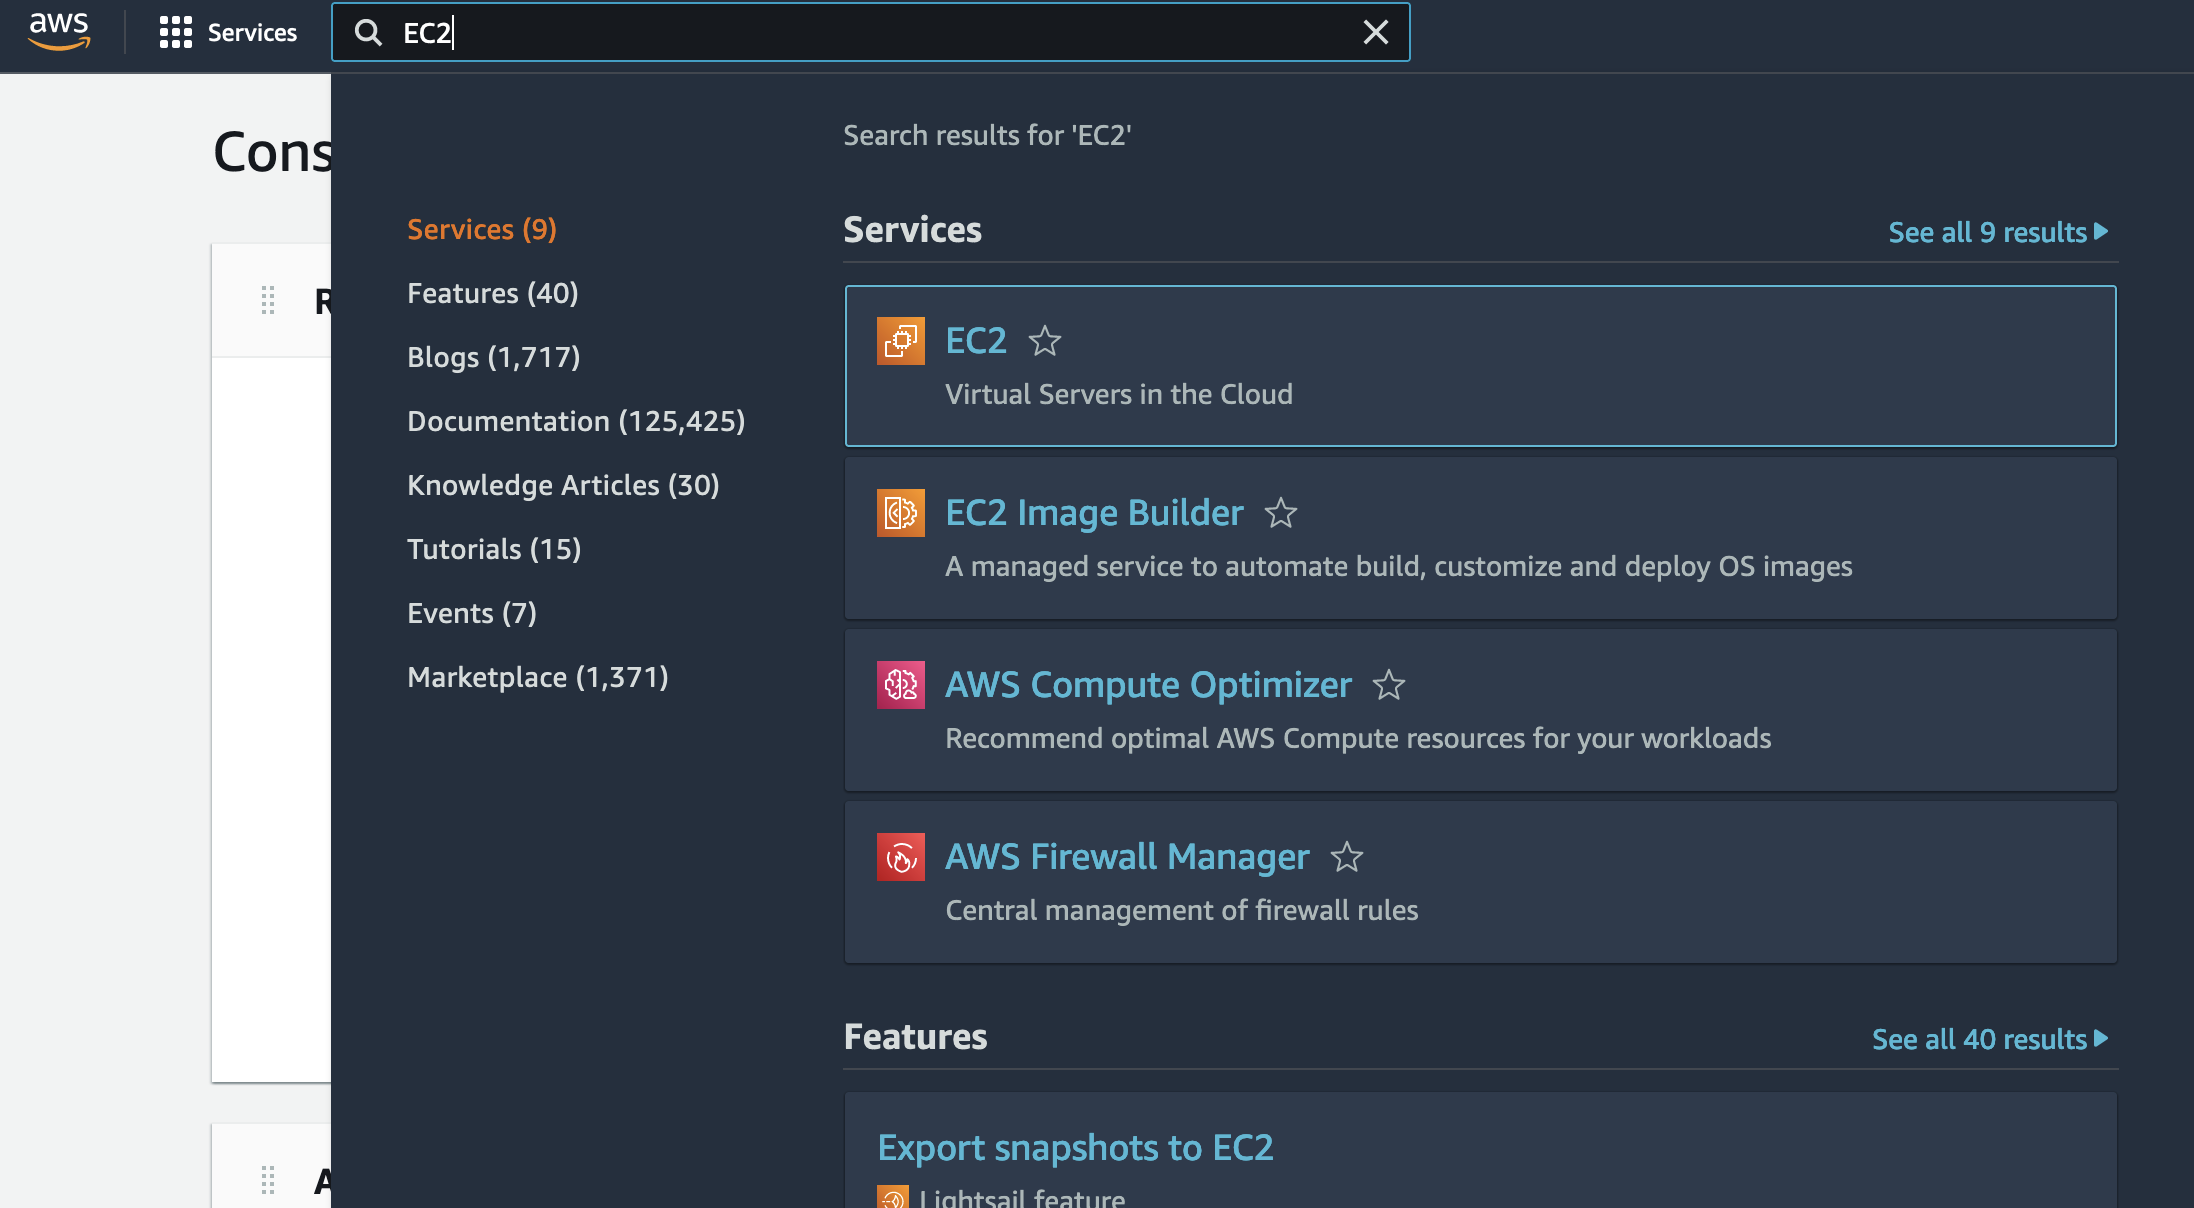 aws
Services
EC2
Cons
R
A
Search results for 'EC2'
Services (9)
Features (40)
Blogs (1,717)
Documentation (125,425)
Knowledge Articles (30)
Tutorials (15)
Events (7)
Marketplace (1,371)
Services
See all 9 results
EC2
Virtual Servers in the Cloud
EC2 Image Builder
A managed service to automate build, customize and deploy OS images
AWS Compute Optimizer
Recommend optimal AWS Compute resources for your workloads
AWS Firewall Manager
Central management of firewall rules
Features
See all 40 results
Export snapshots to EC2
Lightsail feature